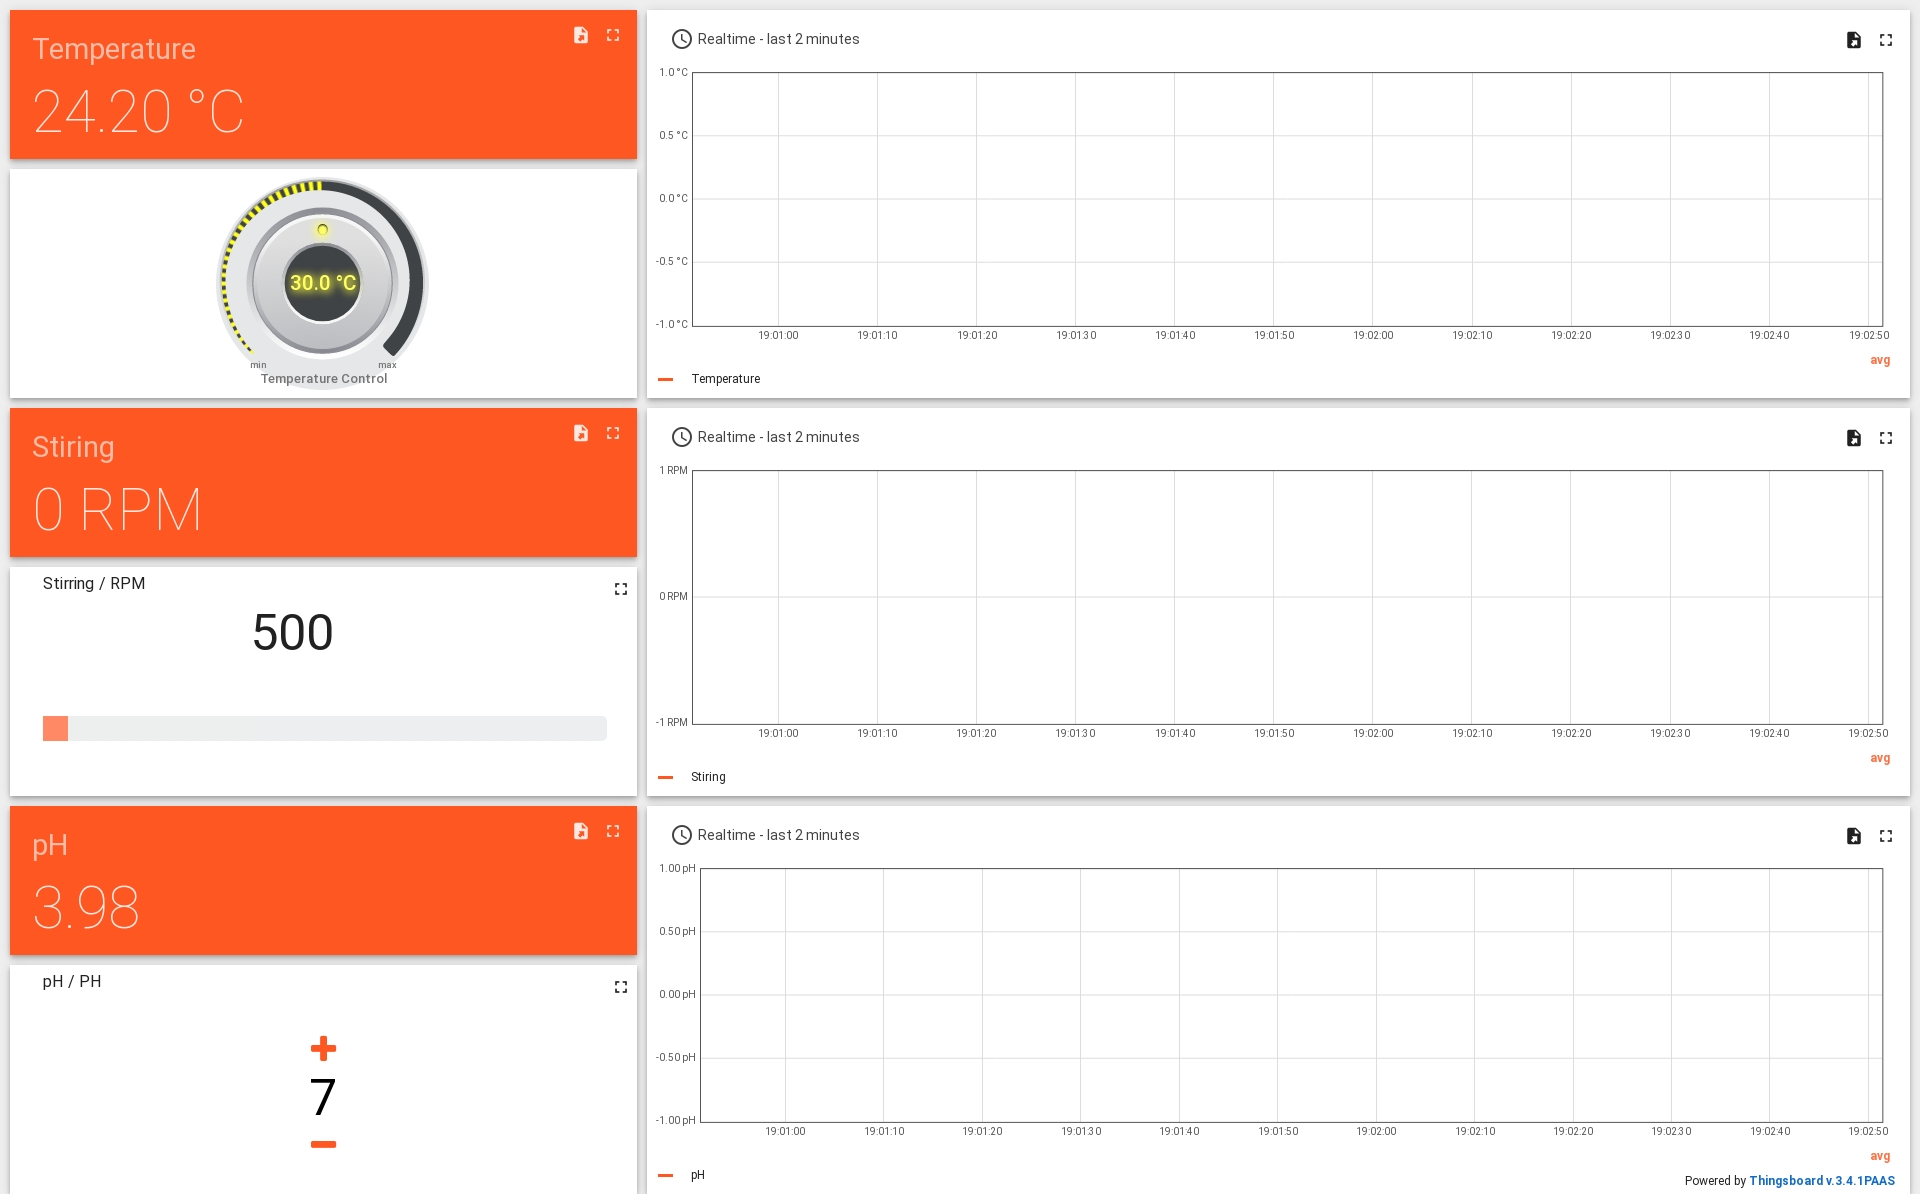 Temperature
24.20 °C
30.0 °C
min
max
Temperature Control
Realtime - last 2 minutes
1.0 °C
0.5 °C
0.0 °C
-0.5 °C
-1.0 °C
19:01:00 19:01:10 19:01:20 19:01:30 19:01:40 19:01:50 19:02:00 19:02:10 19:02:20 19:02:30 19:02:40 19:02:50
avg
Temperature
Stiring
0 RPM
Stirring / RPM
500
Realtime - last 2 minutes
1 RPM
0 RPM
-1 RPM
19:01:00 19:01:10 19:01:20 19:01:30 19:01:40 19:01:50 19:02:00 19:02:10 19:02:20 19:02:30 19:02:40 19:02:50
avg
Stiring
pH
3.98
pH / PH
7
Realtime - last 2 minutes
1.00 pH
0.50 pH
0.00 pH
-0.50 pH
-1.00 pH
19:01:00 19:01:10 19:01:20 19:01:30 19:01:40 19:01:50 19:02:00 19:02:10 19:02:20 19:02:30 19:02:40 19:02:50
avg
pH
Powered by Thingsboard v.3.4.1PAAS